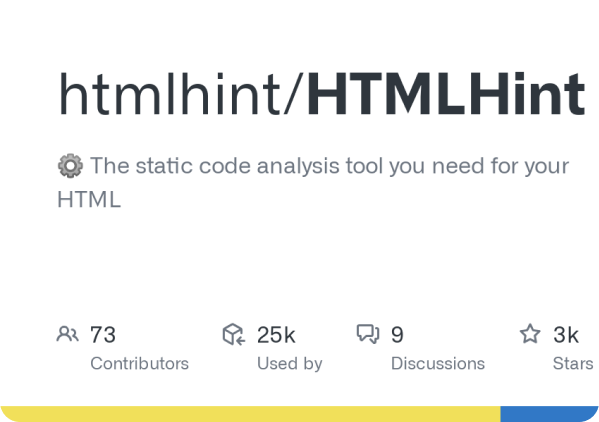 htmlhint/HTMLHint
⚙️ The static code analysis tool you need for your
HTML
73 25k 9 3k
Contributors Used by Discussions Stars